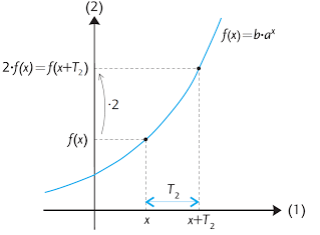 (2)
f(x)=b·aˣ
2·f(x)=f(x+T₂)
·2
f(x)
T₂
(1)
x
x+T₂